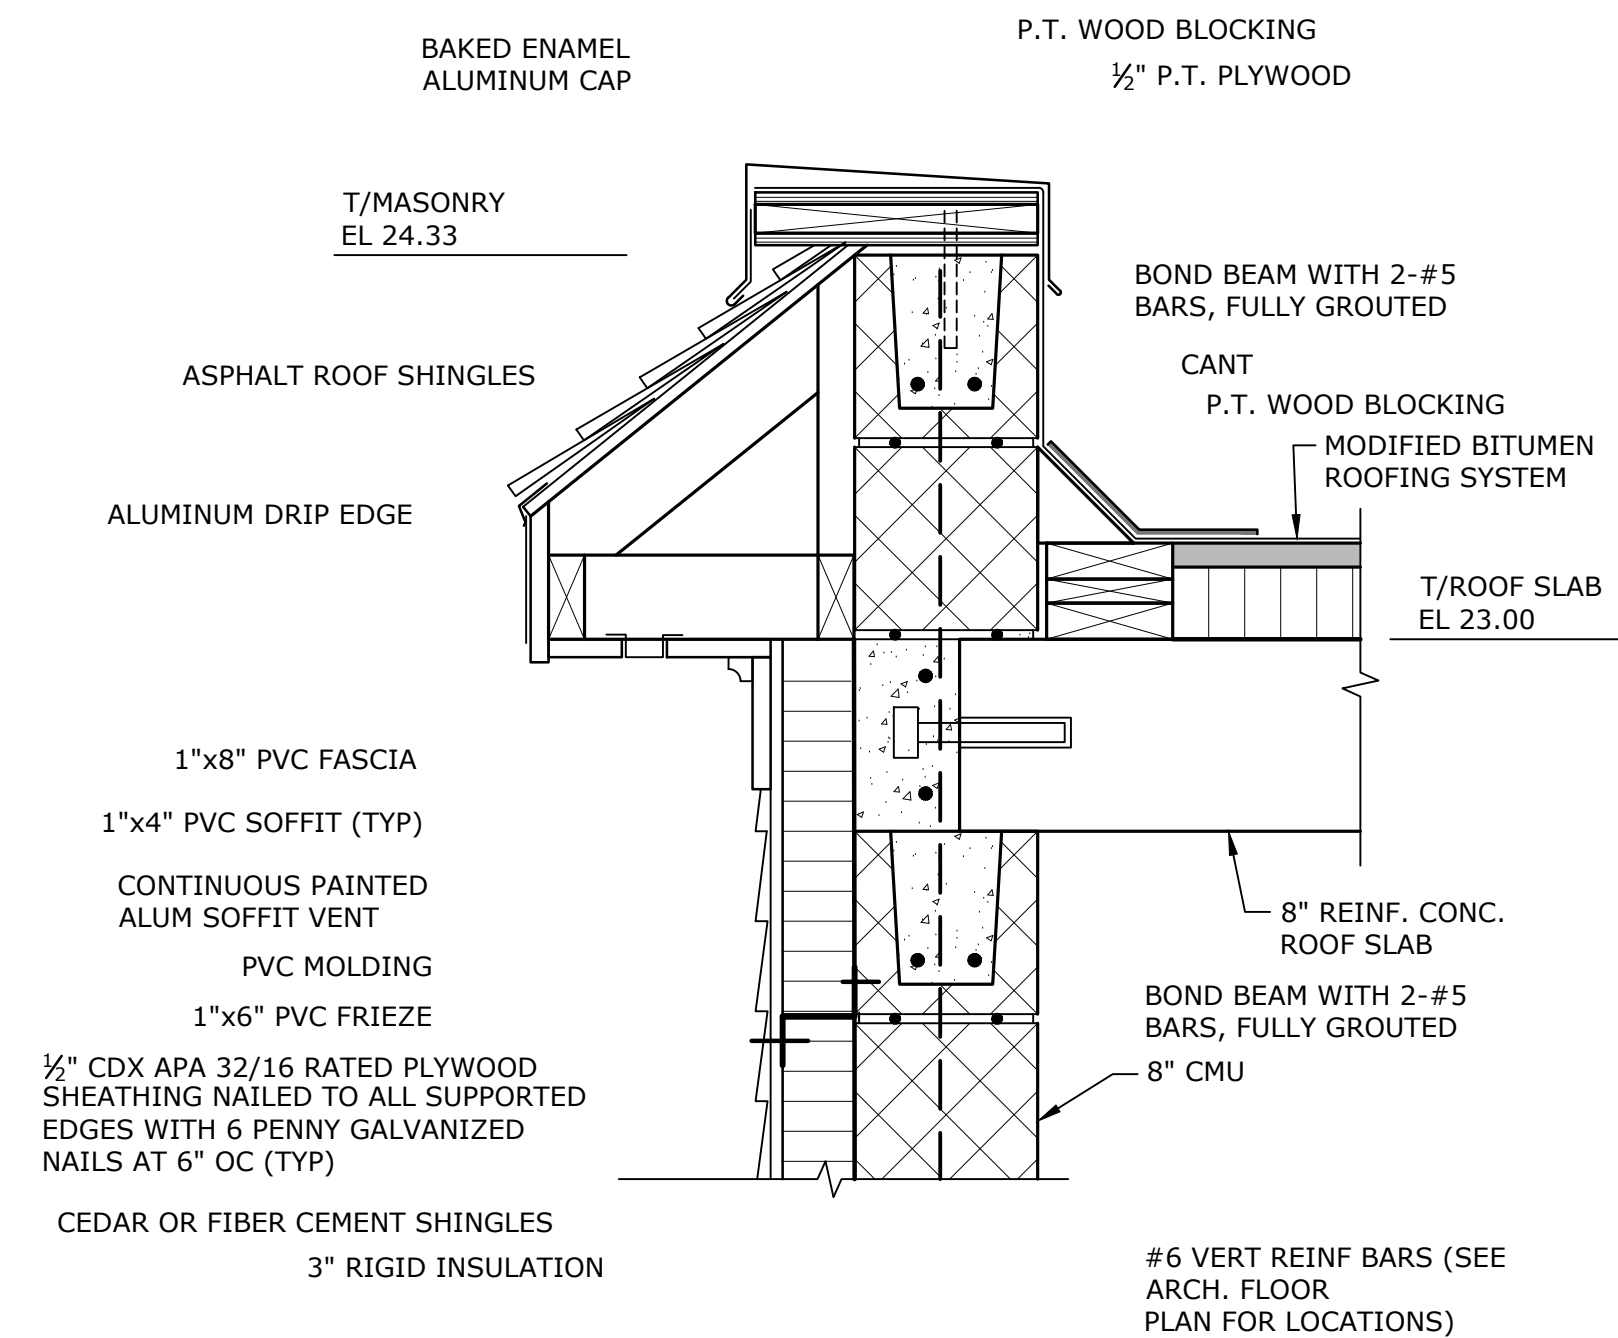 P.T. WOOD BLOCKING
BAKED ENAMEL
ALUMINUM CAP
½" P.T. PLYWOOD
T/MASONRY
EL 24.33
BOND BEAM WITH 2-#5
BARS, FULLY GROUTED
CANT
ASPHALT ROOF SHINGLES
P.T. WOOD BLOCKING
MODIFIED BITUMEN
ROOFING SYSTEM
ALUMINUM DRIP EDGE
T/ROOF SLAB
EL 23.00
1"x8" PVC FASCIA
1"x4" PVC SOFFIT (TYP)
CONTINUOUS PAINTED
ALUM SOFFIT VENT
8" REINF. CONC.
ROOF SLAB
PVC MOLDING
1"x6" PVC FRIEZE
BOND BEAM WITH 2-#5
BARS, FULLY GROUTED
½" CDX APA 32/16 RATED PLYWOOD
SHEATHING NAILED TO ALL SUPPORTED
EDGES WITH 6 PENNY GALVANIZED
NAILS AT 6" OC (TYP)
8" CMU
CEDAR OR FIBER CEMENT SHINGLES
3" RIGID INSULATION
#6 VERT REINF BARS (SEE
ARCH. FLOOR
PLAN FOR LOCATIONS)